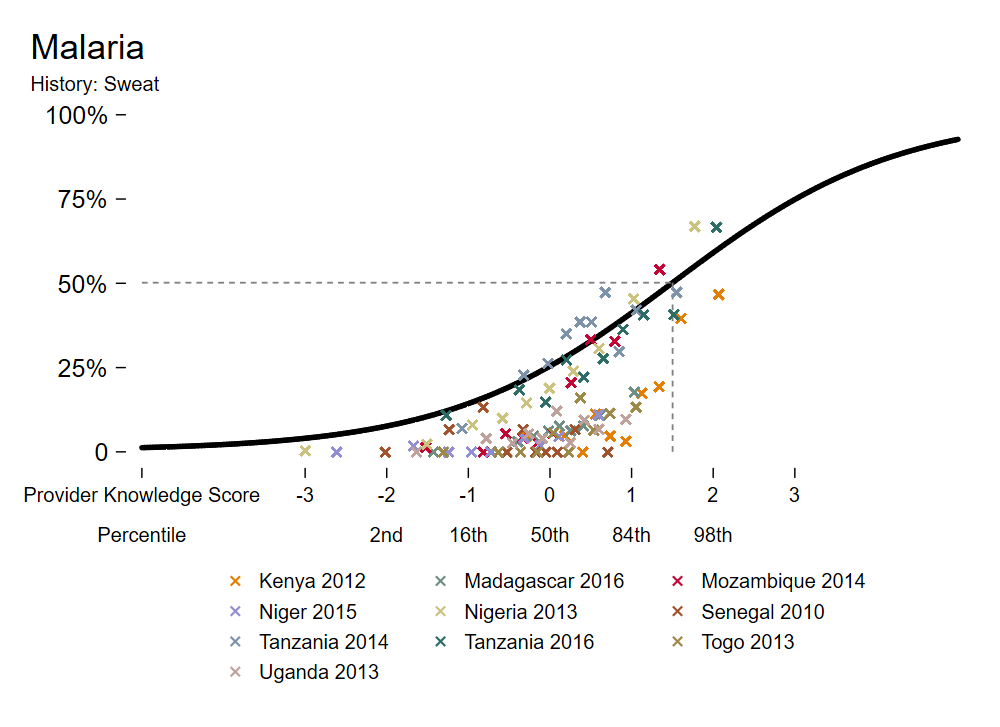 Malaria
History: Sweat
100%
75%
50%
25%
0
Provider Knowledge Score -3 -2 -1 0 1 2 3
Percentile 2nd 16th 50th 84th 98th
Kenya 2012 Madagascar 2016 Mozambique 2014
Niger 2015 Nigeria 2013 Senegal 2010
Tanzania 2014 Tanzania 2016 Togo 2013
Uganda 2013